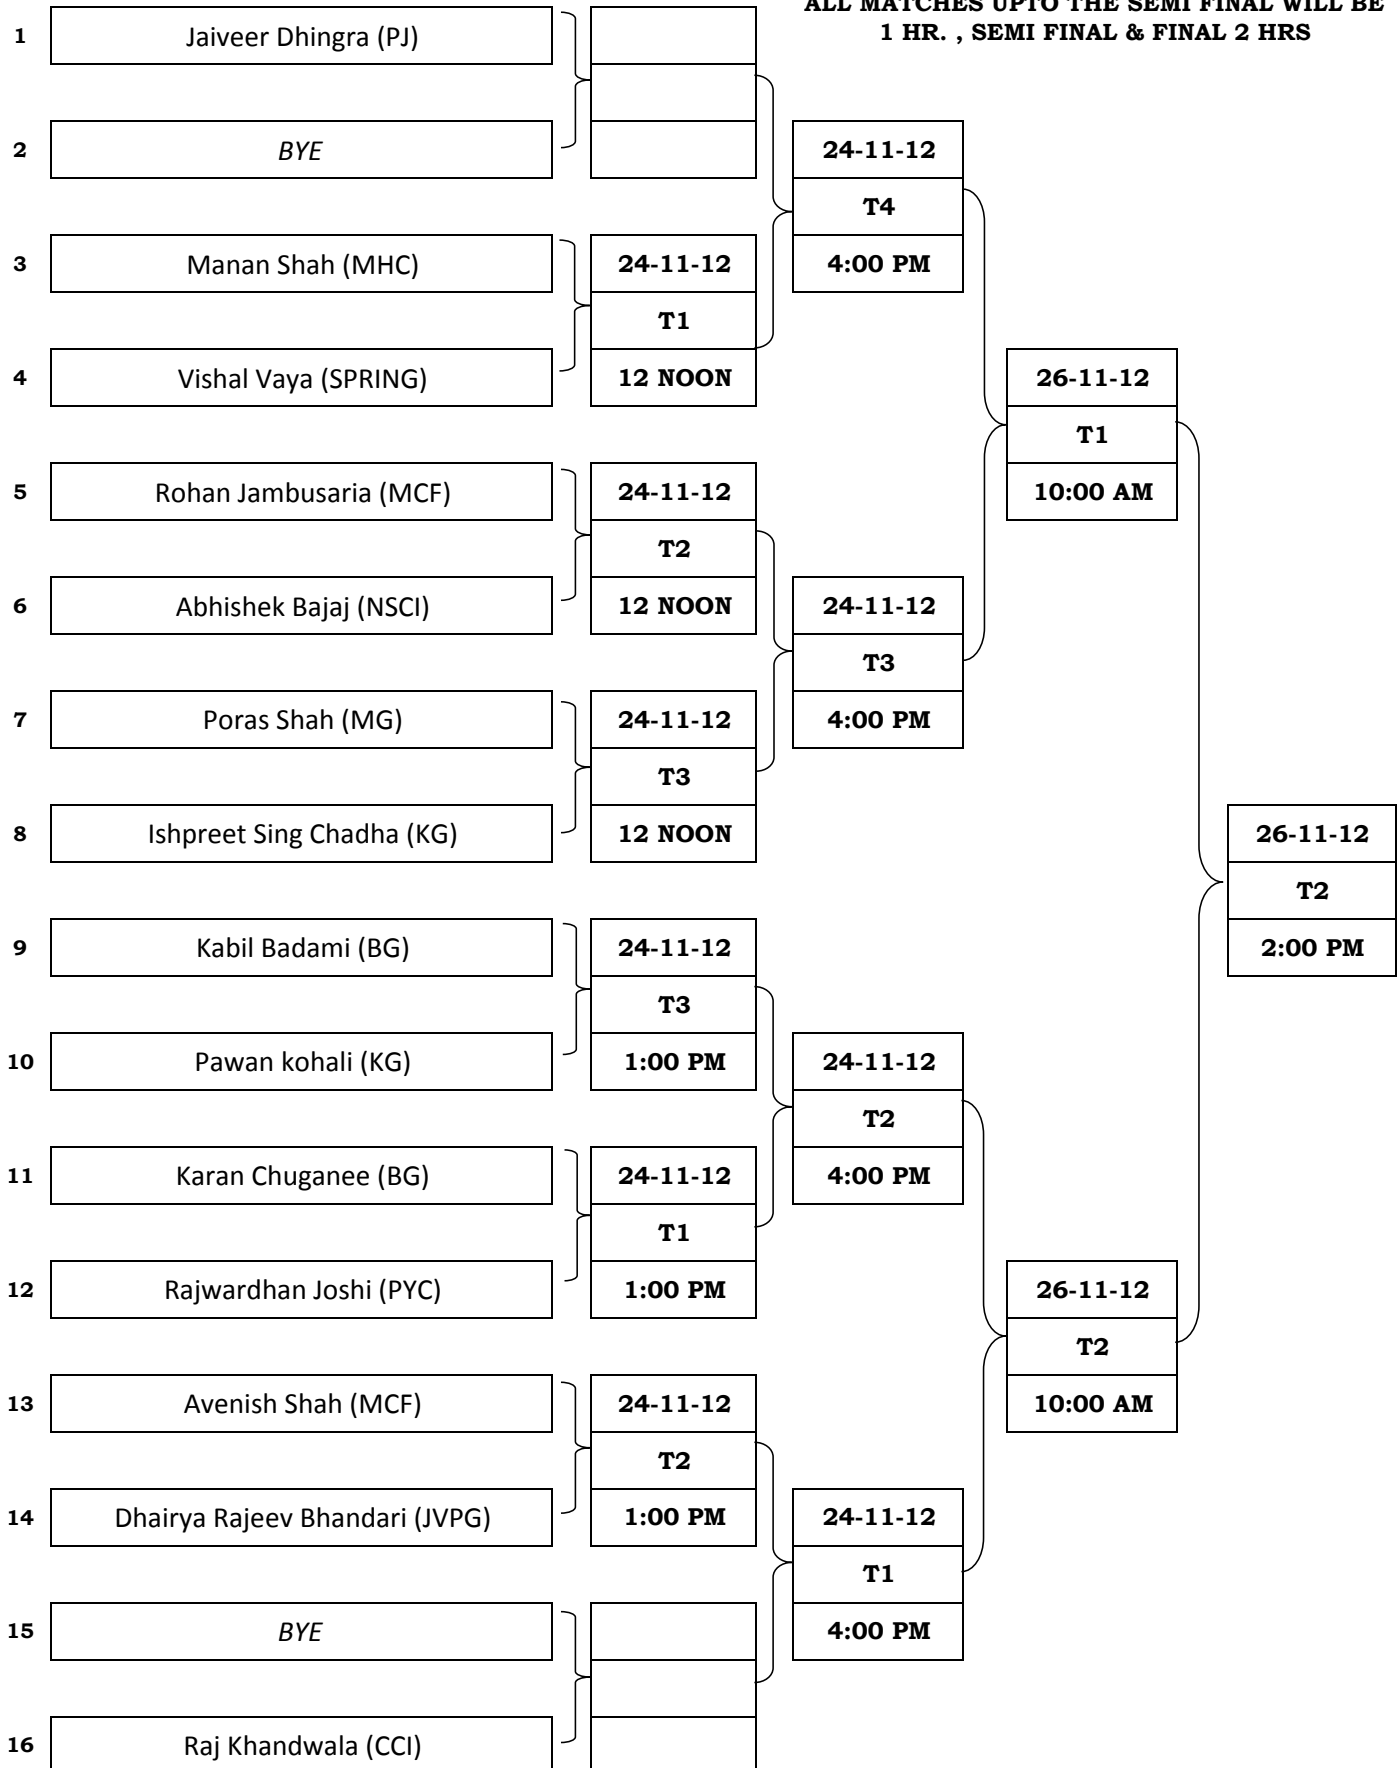 ALL MATCHES UPTO THE SEMI FINAL WILL BE
1 HR. , SEMI FINAL & FINAL 2 HRS
1 Jaiveer Dhingra (PJ)
2 BYE
24-11-12
T4
4:00 PM
3 Manan Shah (MHC)
24-11-12
T1
12 NOON
4 Vishal Vaya (SPRING)
26-11-12
T1
10:00 AM
5 Rohan Jambusaria (MCF)
24-11-12
T2
12 NOON
6 Abhishek Bajaj (NSCI)
24-11-12
T3
4:00 PM
7 Poras Shah (MG)
24-11-12
T3
12 NOON
8 Ishpreet Sing Chadha (KG)
26-11-12
T2
2:00 PM
9 Kabil Badami (BG)
24-11-12
T3
1:00 PM
10 Pawan kohali (KG)
24-11-12
T2
4:00 PM
11 Karan Chuganee (BG)
24-11-12
T1
1:00 PM
12 Rajwardhan Joshi (PYC)
26-11-12
T2
10:00 AM
13 Avenish Shah (MCF)
24-11-12
T2
1:00 PM
14 Dhairya Rajeev Bhandari (JVPG)
24-11-12
T1
4:00 PM
15 BYE
16 Raj Khandwala (CCI)